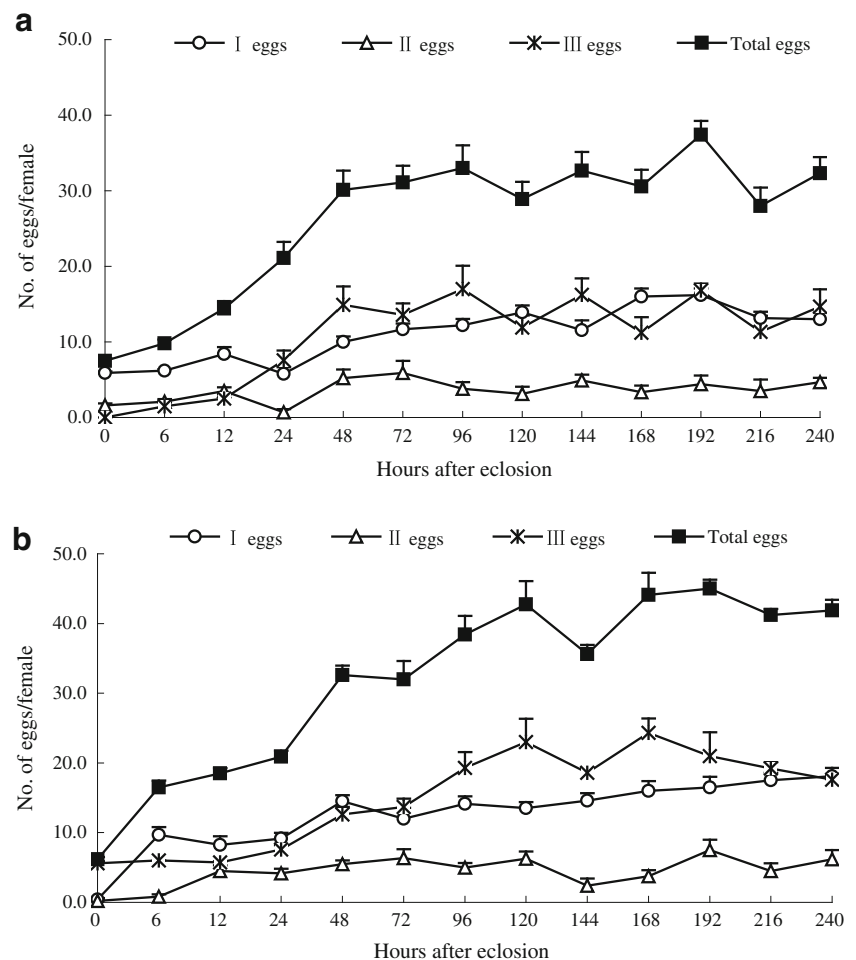 a
I eggs II eggs III eggs Total eggs
50.0
40.0
30.0
20.0
10.0
0.0
No. of eggs/female
0 6 12 24 48 72 96 120 144 168 192 216 240
Hours after eclosion
b
I eggs II eggs III eggs Total eggs
50.0
40.0
30.0
20.0
10.0
0.0
No. of eggs/female
0 6 12 24 48 72 96 120 144 168 192 216 240
Hours after eclosion